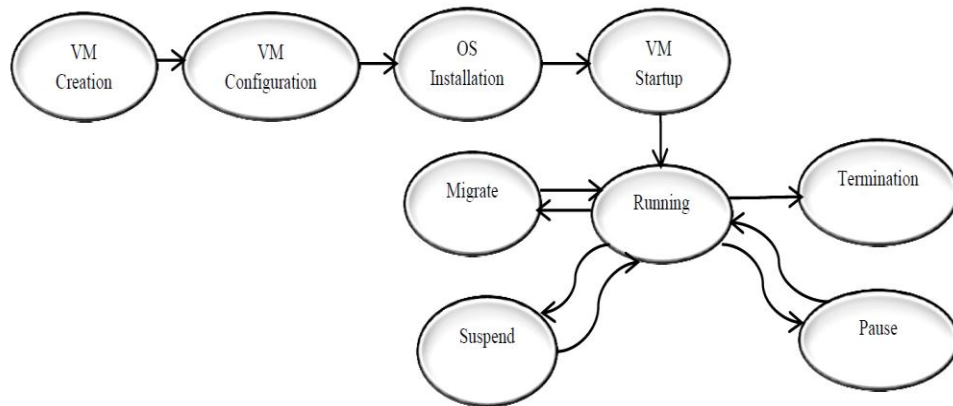 VM
Creation
VM
Configuration
OS
Installation
VM
Startup
Migrate
Running
Termination
Suspend
Pause